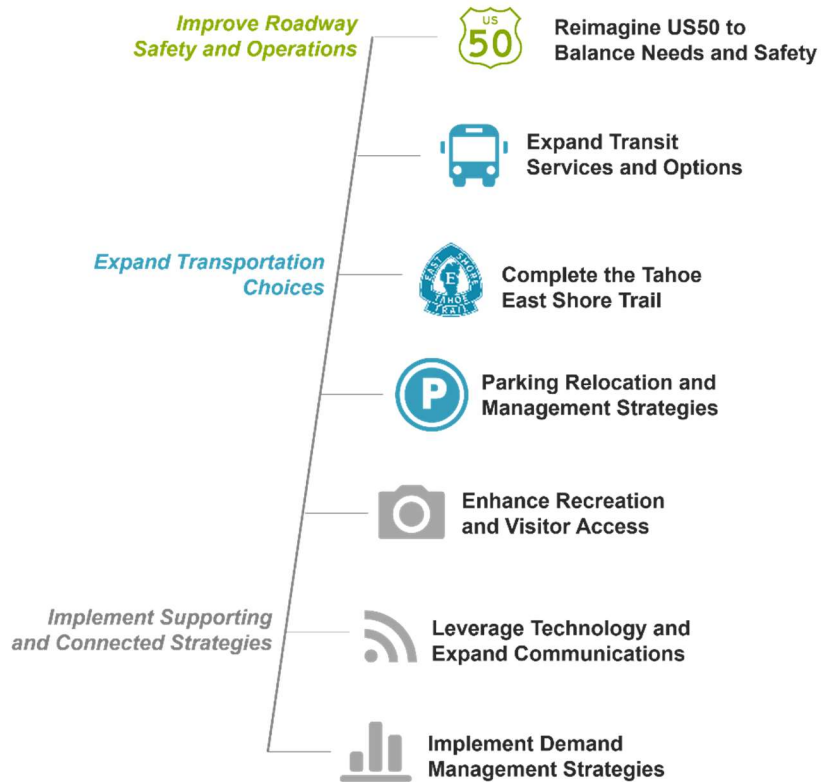 Improve Roadway
Safety and Operations
US
50
Reimagine US50 to
Balance Needs and Safety
Expand Transit
Services and Options
Expand Transportation
Choices
EAST SHORE
E
TAHOE
TRAIL
Complete the Tahoe
East Shore Trail
P
Parking Relocation and
Management Strategies
Enhance Recreation
and Visitor Access
Implement Supporting
and Connected Strategies
Leverage Technology and
Expand Communications
Implement Demand
Management Strategies